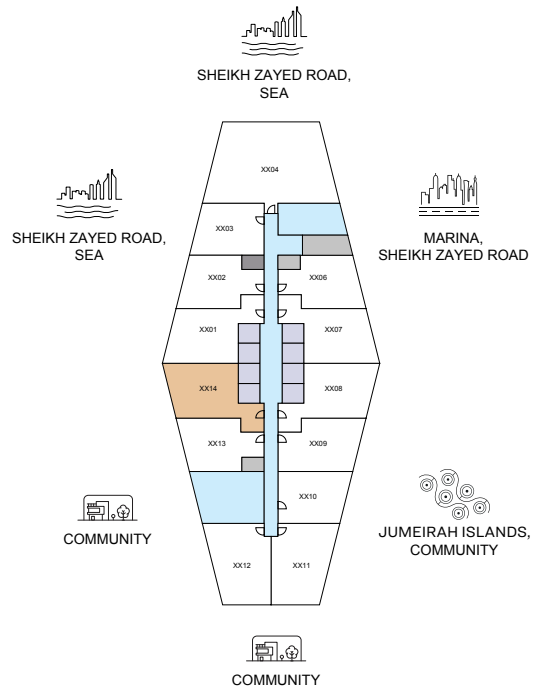 SHEIKH ZAYED ROAD,
SEA
XX04
SHEIKH ZAYED ROAD,
SEA
XX03
MARINA,
SHEIKH ZAYED ROAD
XX02
XX06
XX01
XX07
XX14
XX08
XX13
XX09
XX10
COMMUNITY
JUMEIRAH ISLANDS,
COMMUNITY
XX12
XX11
COMMUNITY